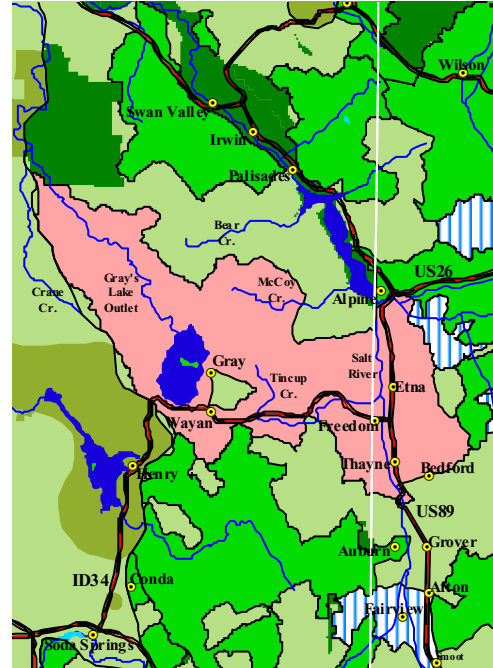 Wilson
Swan Valley
Irwin
Palisades
Bear
Cr.
Gray's
Lake
Outlet
McCoy
Cr.
US26
Crane
Cr.
Alpine
Salt
River
Gray
Tincup
Cr.
Etna
Wayan
Freedom
Thayne
Henry
Bedford
US89
Auburn
Grover
ID34
Conda
Afton
Fairview
Soda Springs
moot